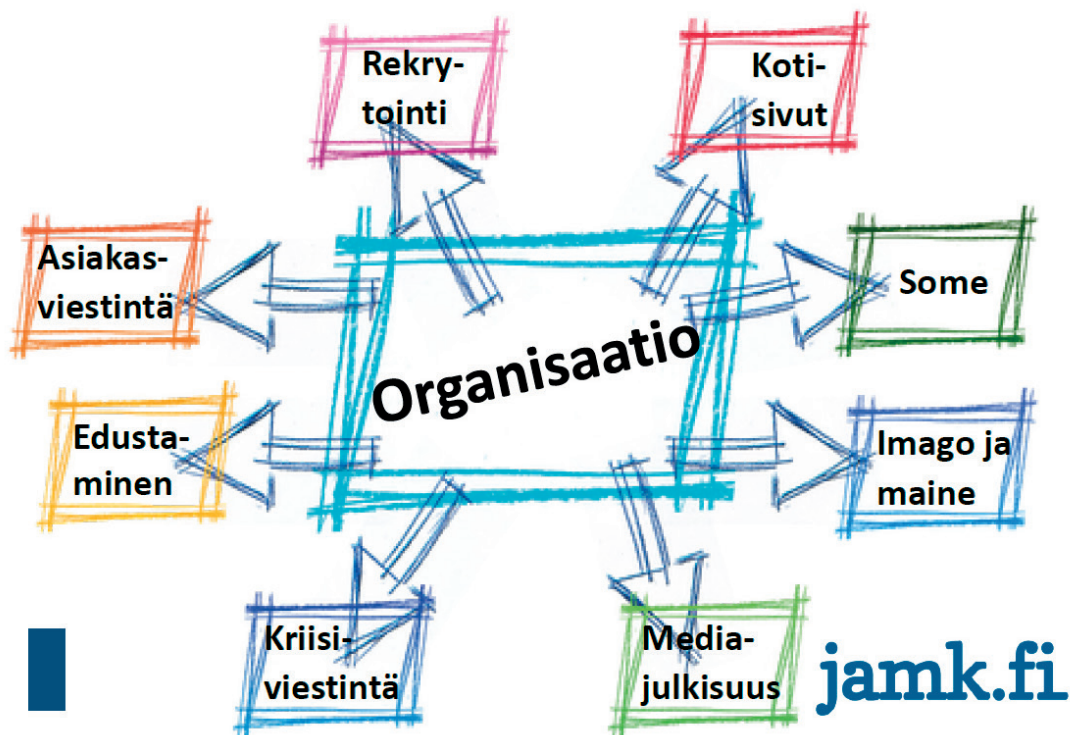 Rekry-
tointi
Koti-
sivut
Asiakas-
viestintä
Some
Organisaatio
Edusta-
minen
Imago ja
maine
Kriisi-
viestintä
Media-
julkisuus
jamk.fi